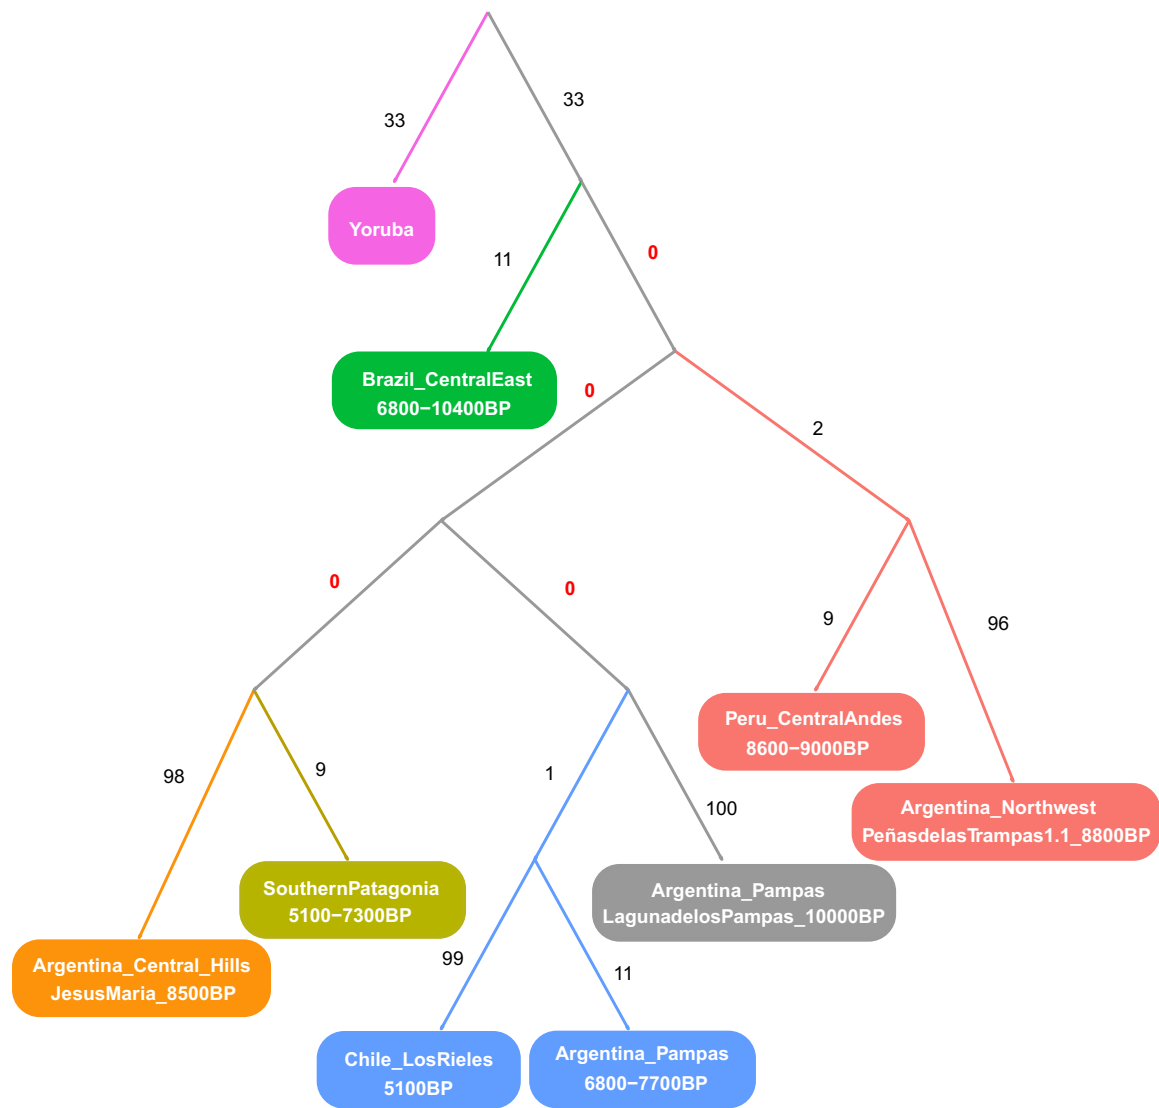 33
33
Yoruba
11
0
Brazil_CentralEast
6800−10400BP
0
2
0
0
9
96
Peru_CentralAndes
8600−9000BP
98
9
1
100
Argentina_Northwest
PeñasdelasTrampas1.1_8800BP
SouthernPatagonia
5100−7300BP
Argentina_Pampas
LagunadelosPampas_10000BP
99
11
Argentina_Central_Hills
JesusMaria_8500BP
Chile_LosRieles
5100BP
Argentina_Pampas
6800−7700BP